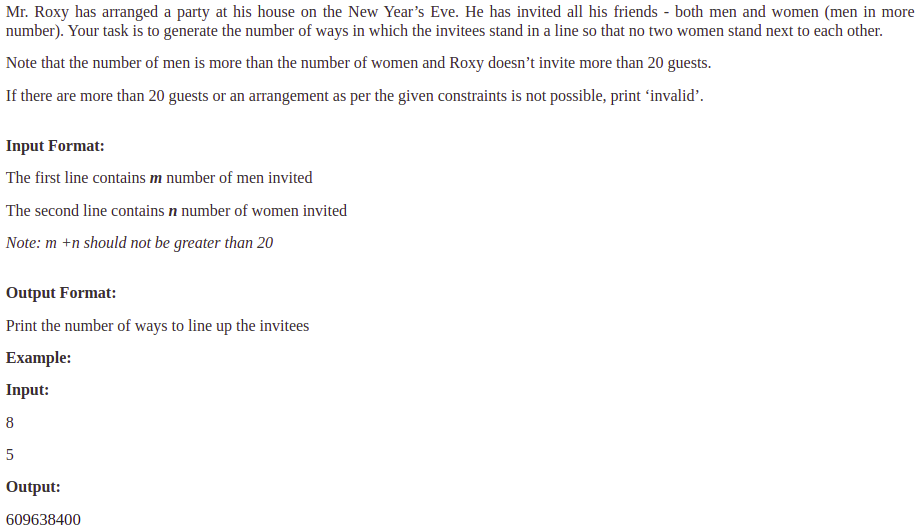 Mr. Roxy has arranged a party at his house on the New Year’s Eve. He has invited all his friends - both men and women (men in more
number). Your task is to generate the number of ways in which the invitees stand in a line so that no two women stand next to each other.
Note that the number of men is more than the number of women and Roxy doesn’t invite more than 20 guests.
If there are more than 20 guests or an arrangement as per the given constraints is not possible, print ‘invalid’.
Input Format:
The first line contains m number of men invited
The second line contains n number of women invited
Note: m +n should not be greater than 20
Output Format:
Print the number of ways to line up the invitees
Example:
Input:
8
5
Output:
609638400